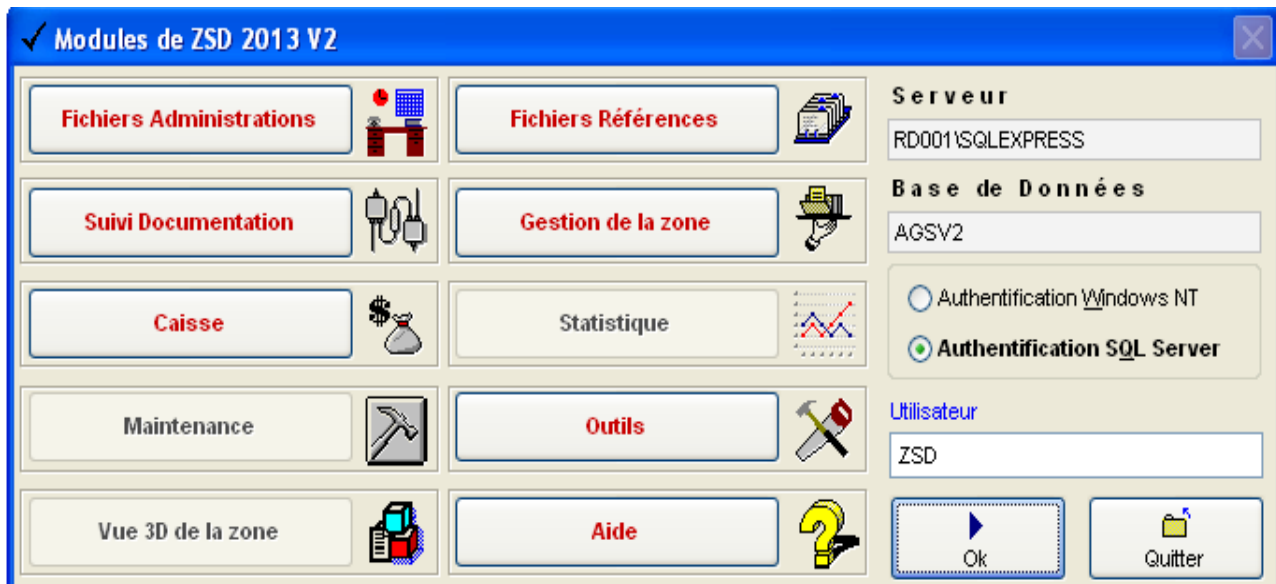 Modules de ZSD 2013 V2
Fichiers Administrations
Fichiers Références
Suivi Documentation
Gestion de la zone
Caisse
Statistique
Maintenance
Outils
Vue 3D de la zone
Aide
Serveur
RD001\SQLEXPRESS
Base de Données
AGSV2
Authentification Windows NT
Authentification SQL Server
Utilisateur
ZSD
Ok
Quitter